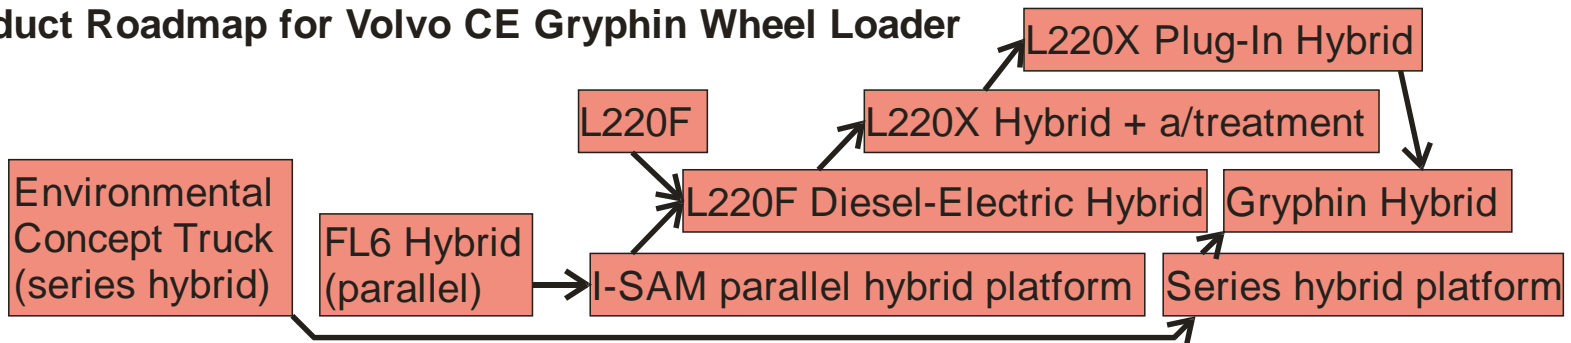 Roadmap for Volvo CE Gryphin Wheel Loader
L220X Plug-In Hybrid
L220F
L220X Hybrid + a/treatment
Environmental
Concept Truck
(series hybrid)
FL6 Hybrid
(parallel)
L220F Diesel-Electric Hybrid
Gryphin Hybrid
I-SAM parallel hybrid platform
Series hybrid platform